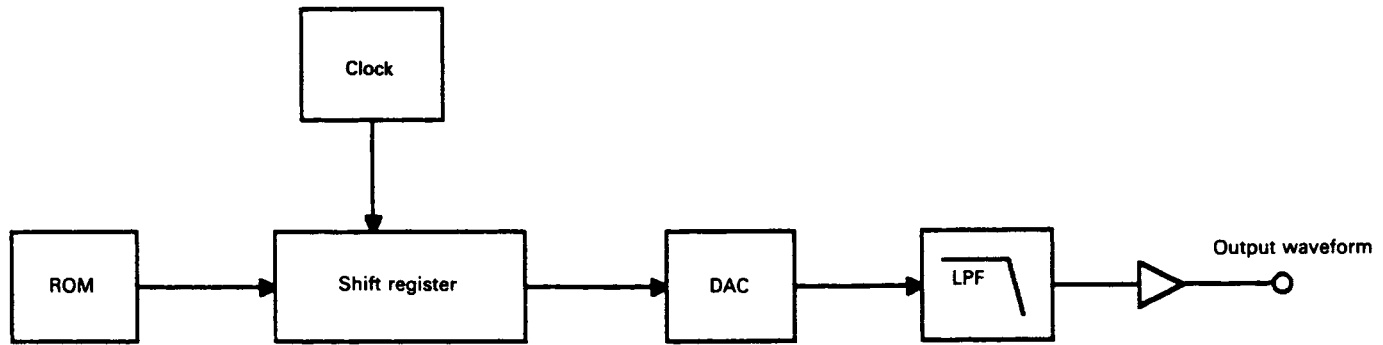 Clock
ROM
Shift register
DAC
LPF
Output waveform